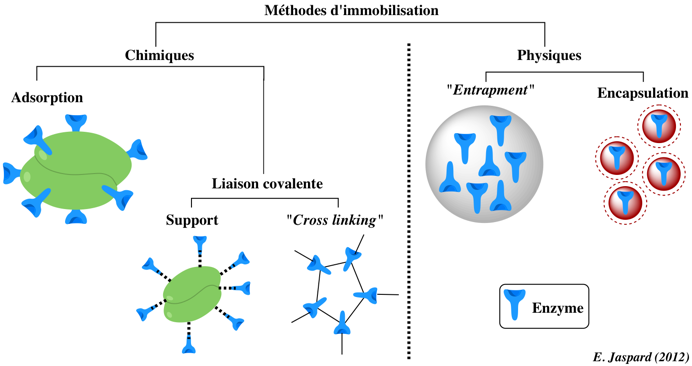 Méthodes d'immobilisation
Chimiques
Physiques
Adsorption
"Entrapment"
Encapsulation
Liaison covalente
Support
"Cross linking"
Enzyme
E. Jaspard (2012)